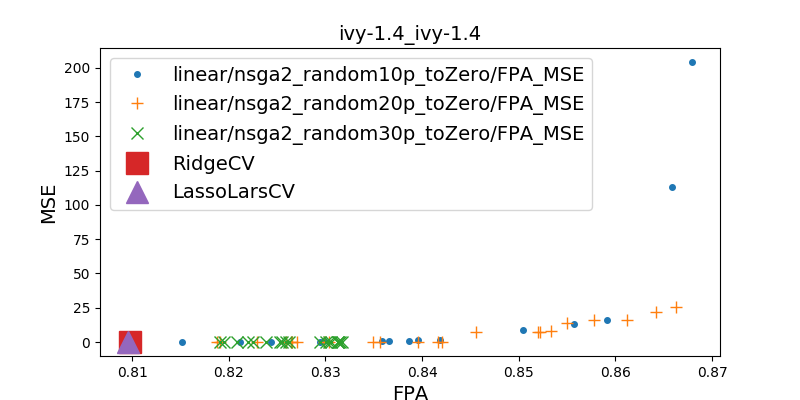 ivy-1.4_ivy-1.4
linear/nsga2_random10p_toZero/FPA_MSE
linear/nsga2_random20p_toZero/FPA_MSE
linear/nsga2_random30p_toZero/FPA_MSE
RidgeCV
LassoLarsCV
MSE
200
175
150
125
100
75
50
25
0
0.81 0.82 0.83 0.84 0.85 0.86 0.87
FPA